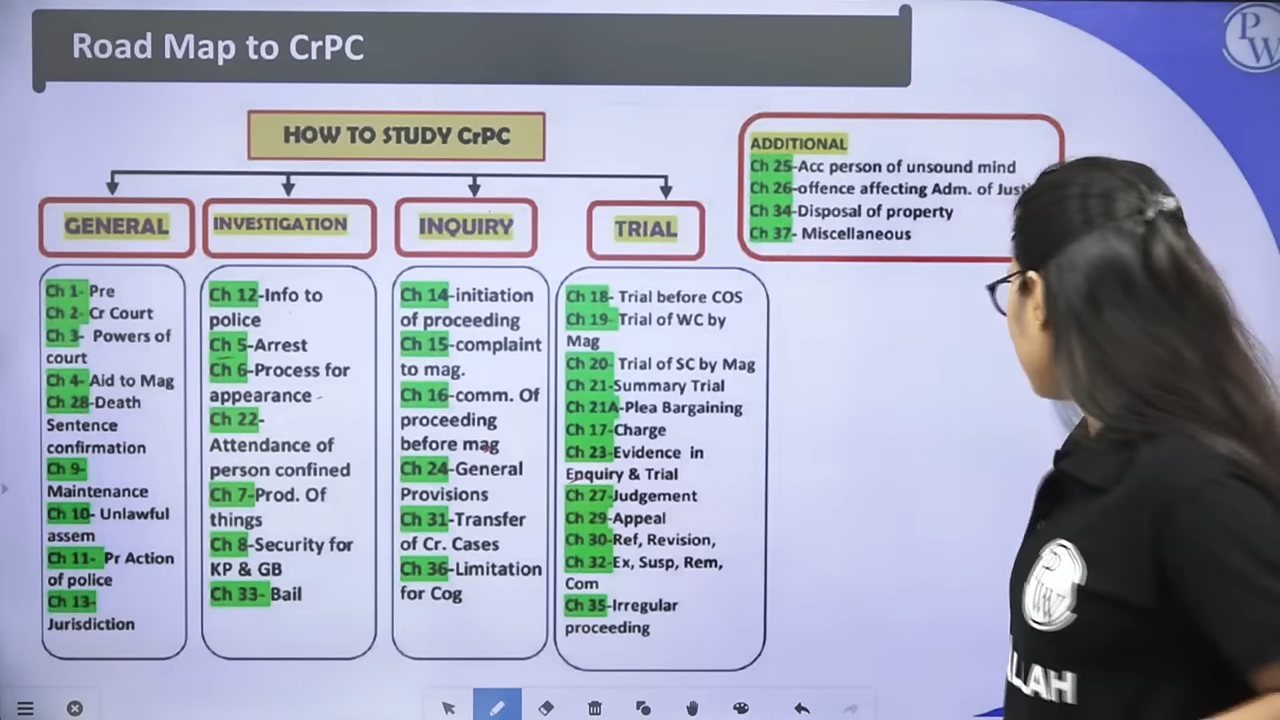 Road Map to CrPC
PW
HOW TO STUDY CrPC
GENERAL
Ch 1- Pre
Ch 2- Cr Court
Ch 3- Powers of
court
Ch 4- Aid to Mag
Ch 28-Death
Sentence
confirmation
Ch 9-
Maintenance
Ch 10- Unlawful
assem
Ch 11- Pr Action
of police
Ch 13-
Jurisdiction
INVESTIGATION
Ch 12-Info to
police
Ch 5-Arrest
Ch 6-Process for
appearance
Ch 22-
Attendance of
person confined
Ch 7-Prod. Of
things
Ch 8-Security for
KP & GB
Ch 33- Bail
INQUIRY
Ch 14-initiation
of proceeding
Ch 15-complaint
to mag.
Ch 16-comm. Of
proceeding
before mag
Ch 24-General
Provisions
Ch 31-Transfer
of Cr. Cases
Ch 36-Limitation
for Cog
TRIAL
Ch 18- Trial before COS
Ch 19- Trial of WC by
Mag
Ch 20- Trial of SC by Mag
Ch 21-Summary Trial
Ch 21A-Plea Bargaining
Ch 17-Charge
Ch 23-Evidence in
Enquiry & Trial
Ch 27-Judgement
Ch 29-Appeal
Ch 30-Ref, Revision,
Ch 32-Ex, Susp, Rem,
Com
Ch 35-Irregular
proceeding
ADDITIONAL
Ch 25-Acc person of unsound mind
Ch 26-offence affecting Adm. of Just
Ch 34-Disposal of property
Ch 37- Miscellaneous
PW
LAH